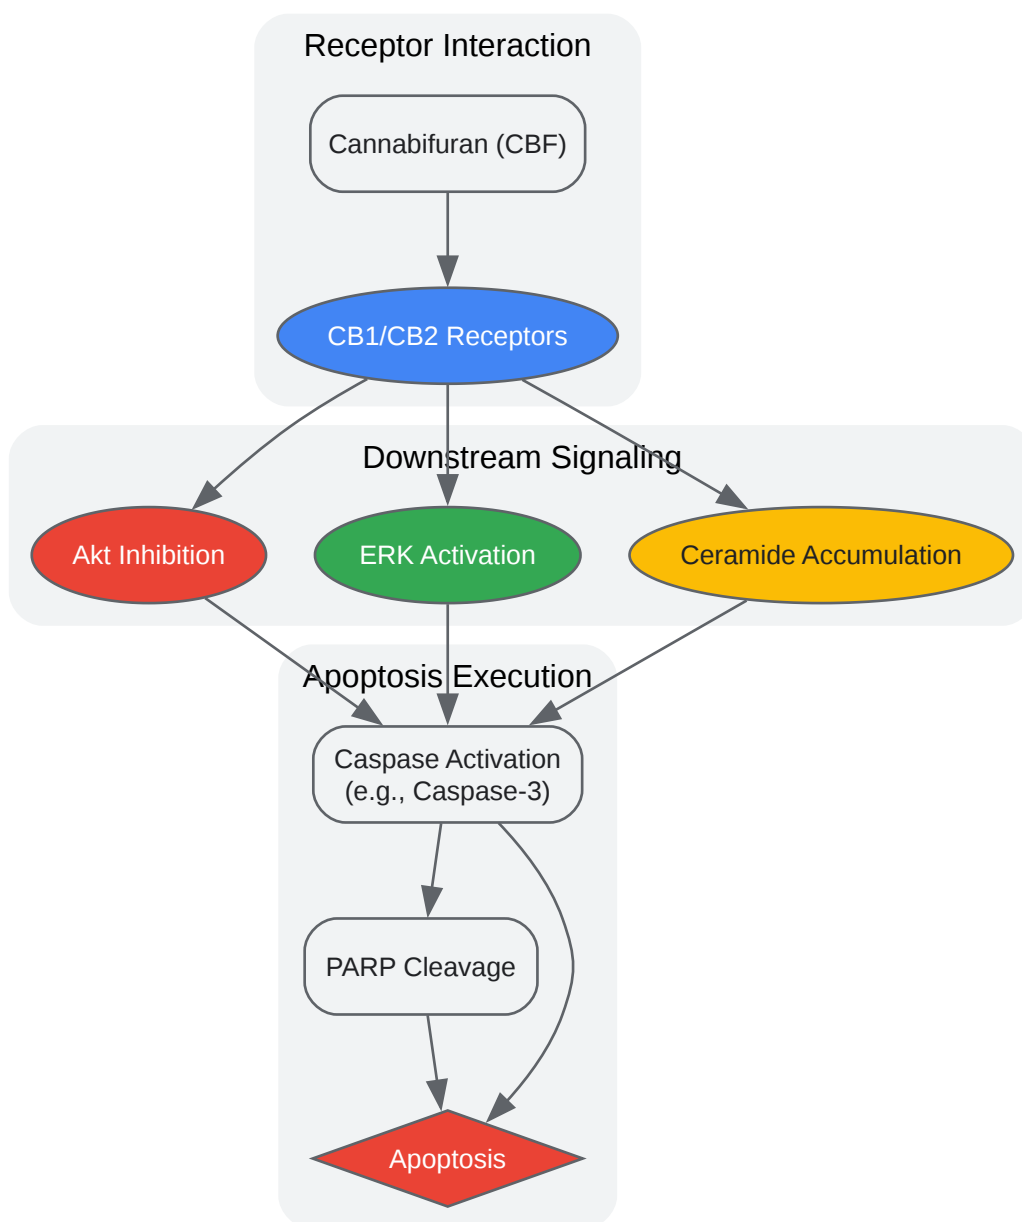 Receptor Interaction
Cannabifuran (CBF)
CB1/CB2 Receptors
Downstream Signaling
Akt Inhibition
ERK Activation
Ceramide Accumulation
Apoptosis Execution
Caspase Activation
(e.g., Caspase-3)
PARP Cleavage
Apoptosis